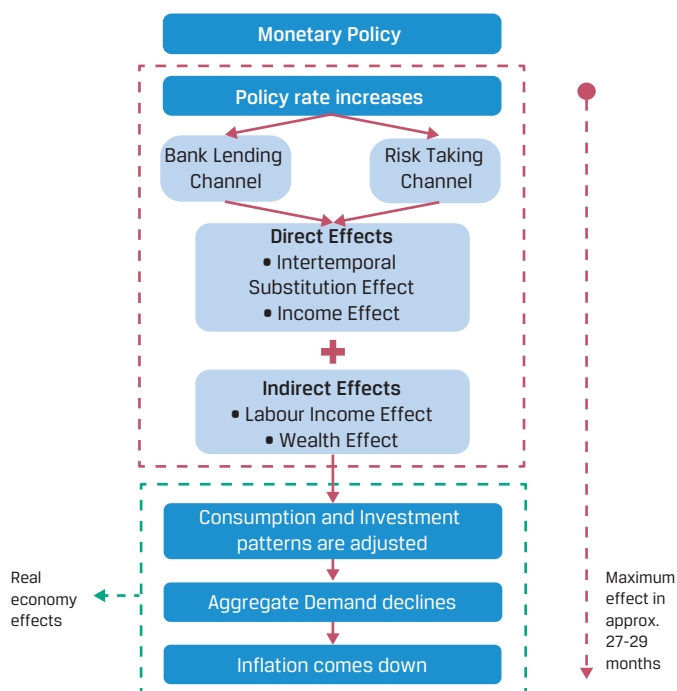 Monetary Policy
Policy rate increases
Bank Lending
Channel
Risk Taking
Channel
Direct Effects
• Intertemporal
Substitution Effect
• Income Effect
Indirect Effects
• Labour Income Effect
• Wealth Effect
Consumption and Investment
patterns are adjusted
Aggregate Demand declines
Inflation comes down
Real
economy
effects
Maximum
effect in
approx.
27-29
months